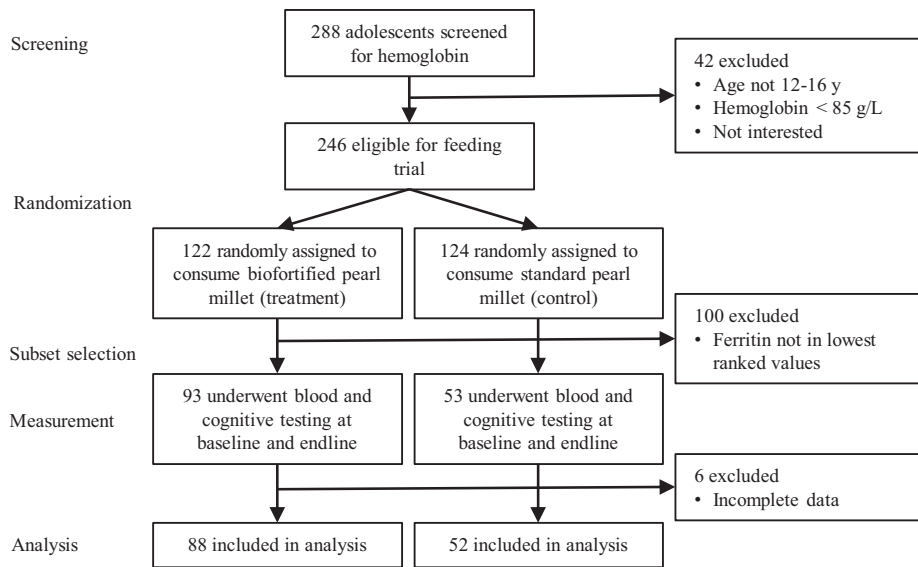 Screening
288 adolescents screened
for hemoglobin
42 excluded
• Age not 12-16 y
• Hemoglobin < 85 g/L
• Not interested
246 eligible for feeding
trial
Randomization
122 randomly assigned to
consume biofortified pearl
millet (treatment)
124 randomly assigned to
consume standard pearl
millet (control)
100 excluded
• Ferritin not in lowest
ranked values
Subset selection
Measurement
93 underwent blood and
cognitive testing at
baseline and endline
53 underwent blood and
cognitive testing at
baseline and endline
6 excluded
• Incomplete data
Analysis
88 included in analysis
52 included in analysis